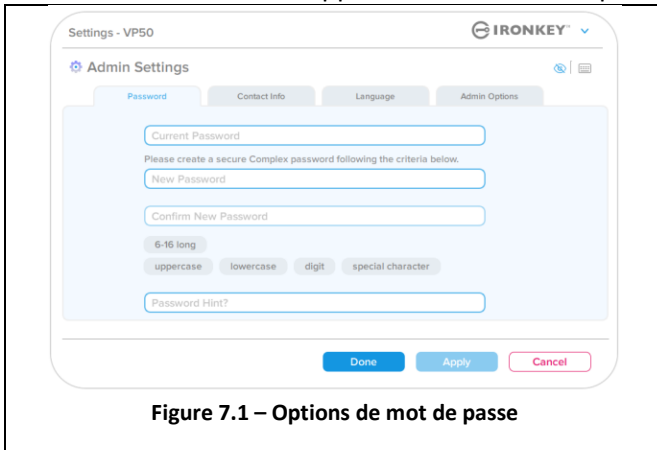 Settings - VP50
IRONKEY
Admin Settings
Password Contact Info Language Admin Options
Current Password
Please create a secure Complex password following the criteria below.
New Password
Confirm New Password
6-16 long
uppercase lowercase digit special character
Password Hint?
Done Apply Cancel
Figure 7.1 – Options de mot de passe